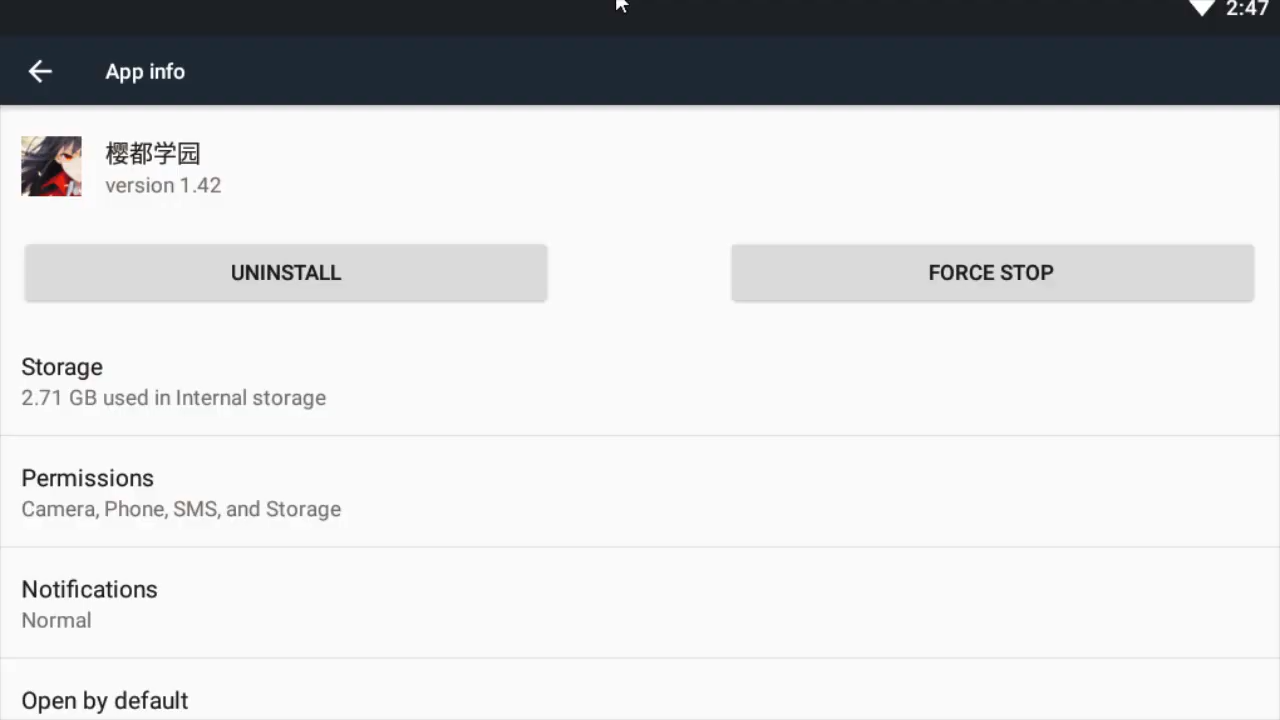 2:47
App info
樱都学园
version 1.42
UNINSTALL
FORCE STOP
Storage
2.71 GB used in Internal storage
Permissions
Camera, Phone, SMS, and Storage
Notifications
Normal
Open by default